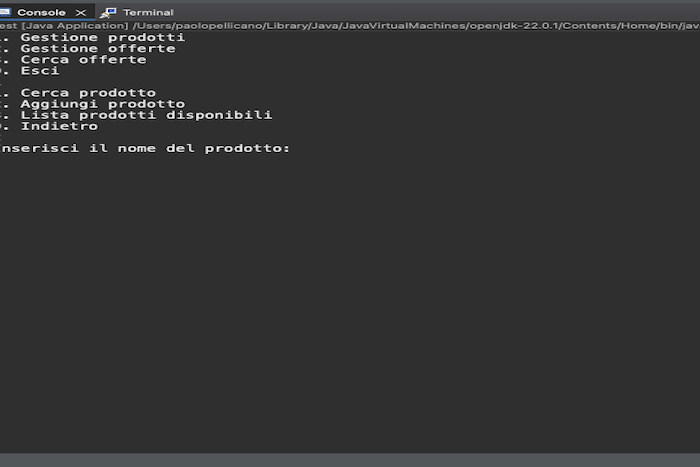 Console
Terminal
est [Java Application] /Users/paolopellicano/Library/Java/JavaVirtualMachines/openjdk-22.0.1/Contents/Home/bin/jav
. Gestione prodotti
. Gestione offerte
. Cerca offerte
. Esci
. Cerca prodotto
. Aggiungi prodotto
. Lista prodotti disponibili
. Indietro
nserisci il nome del prodotto: